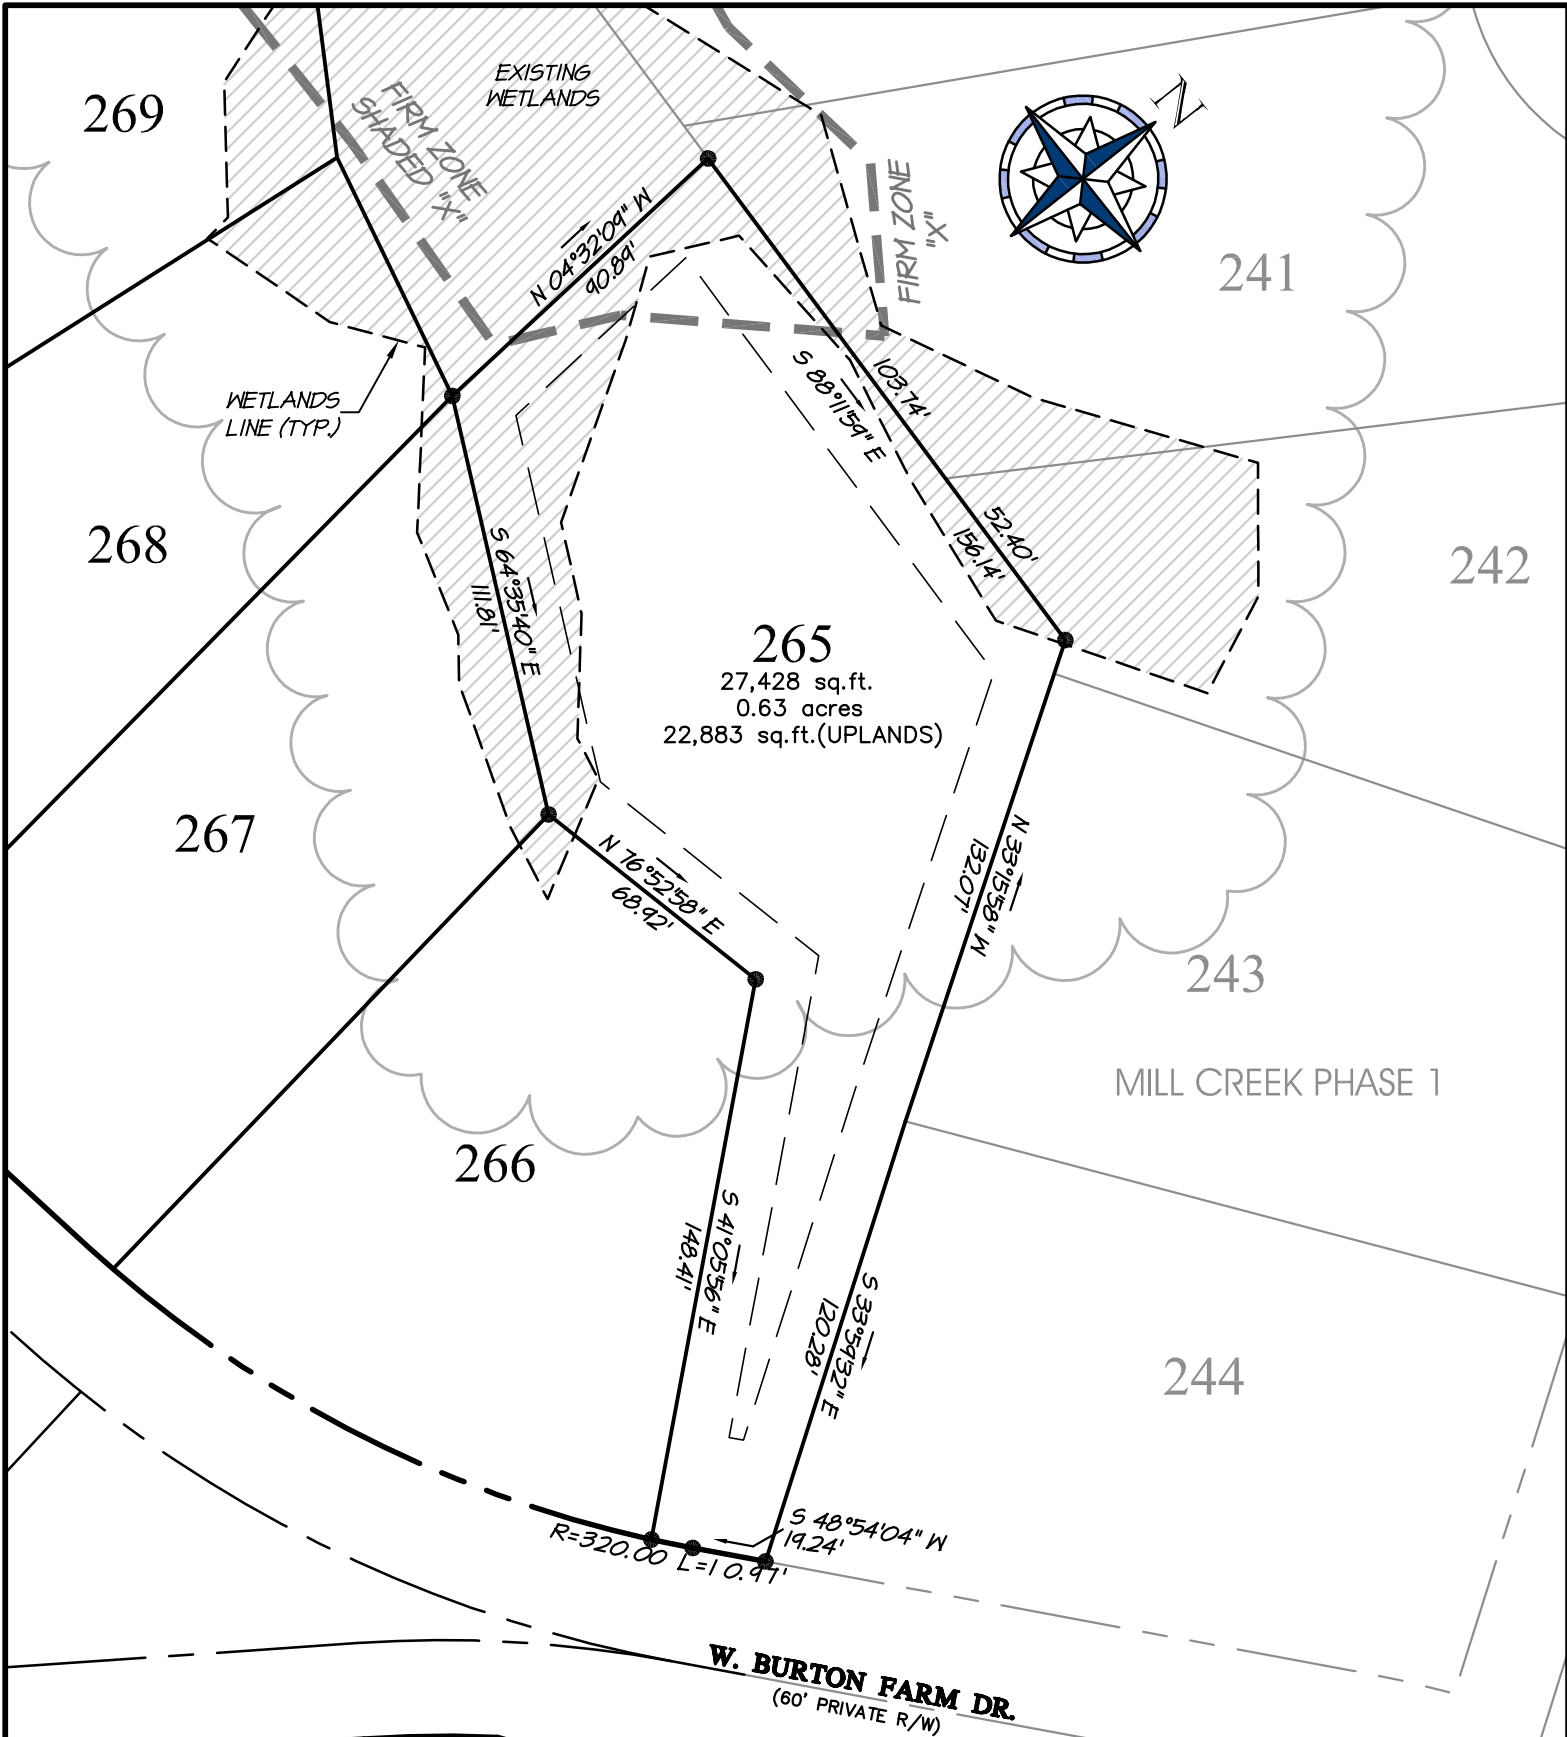 269
EXISTING
WETLANDS
FIRM ZONE
SHADED "X"
N
FIRM ZONE
"X"
241
N 04°32'09" W
90.89'
WETLANDS
LINE (TYP.)
S 88°11'59" E
103.74'
52.40'
156.14'
268
242
S 64°35'40" E
111.81'
265
27,428 sq.ft.
0.63 acres
22,883 sq.ft.(UPLANDS)
267
N 76°52'58" E
68.92'
N 33°15'58" W
132.07'
243
MILL CREEK PHASE 1
266
S 41°05'56" E
148.41'
S 33°59'32" E
120.28'
244
S 48°54'04" W
19.24'
R=320.00 L=10.97'
W. BURTON FARM DR.
(60' PRIVATE R/W)